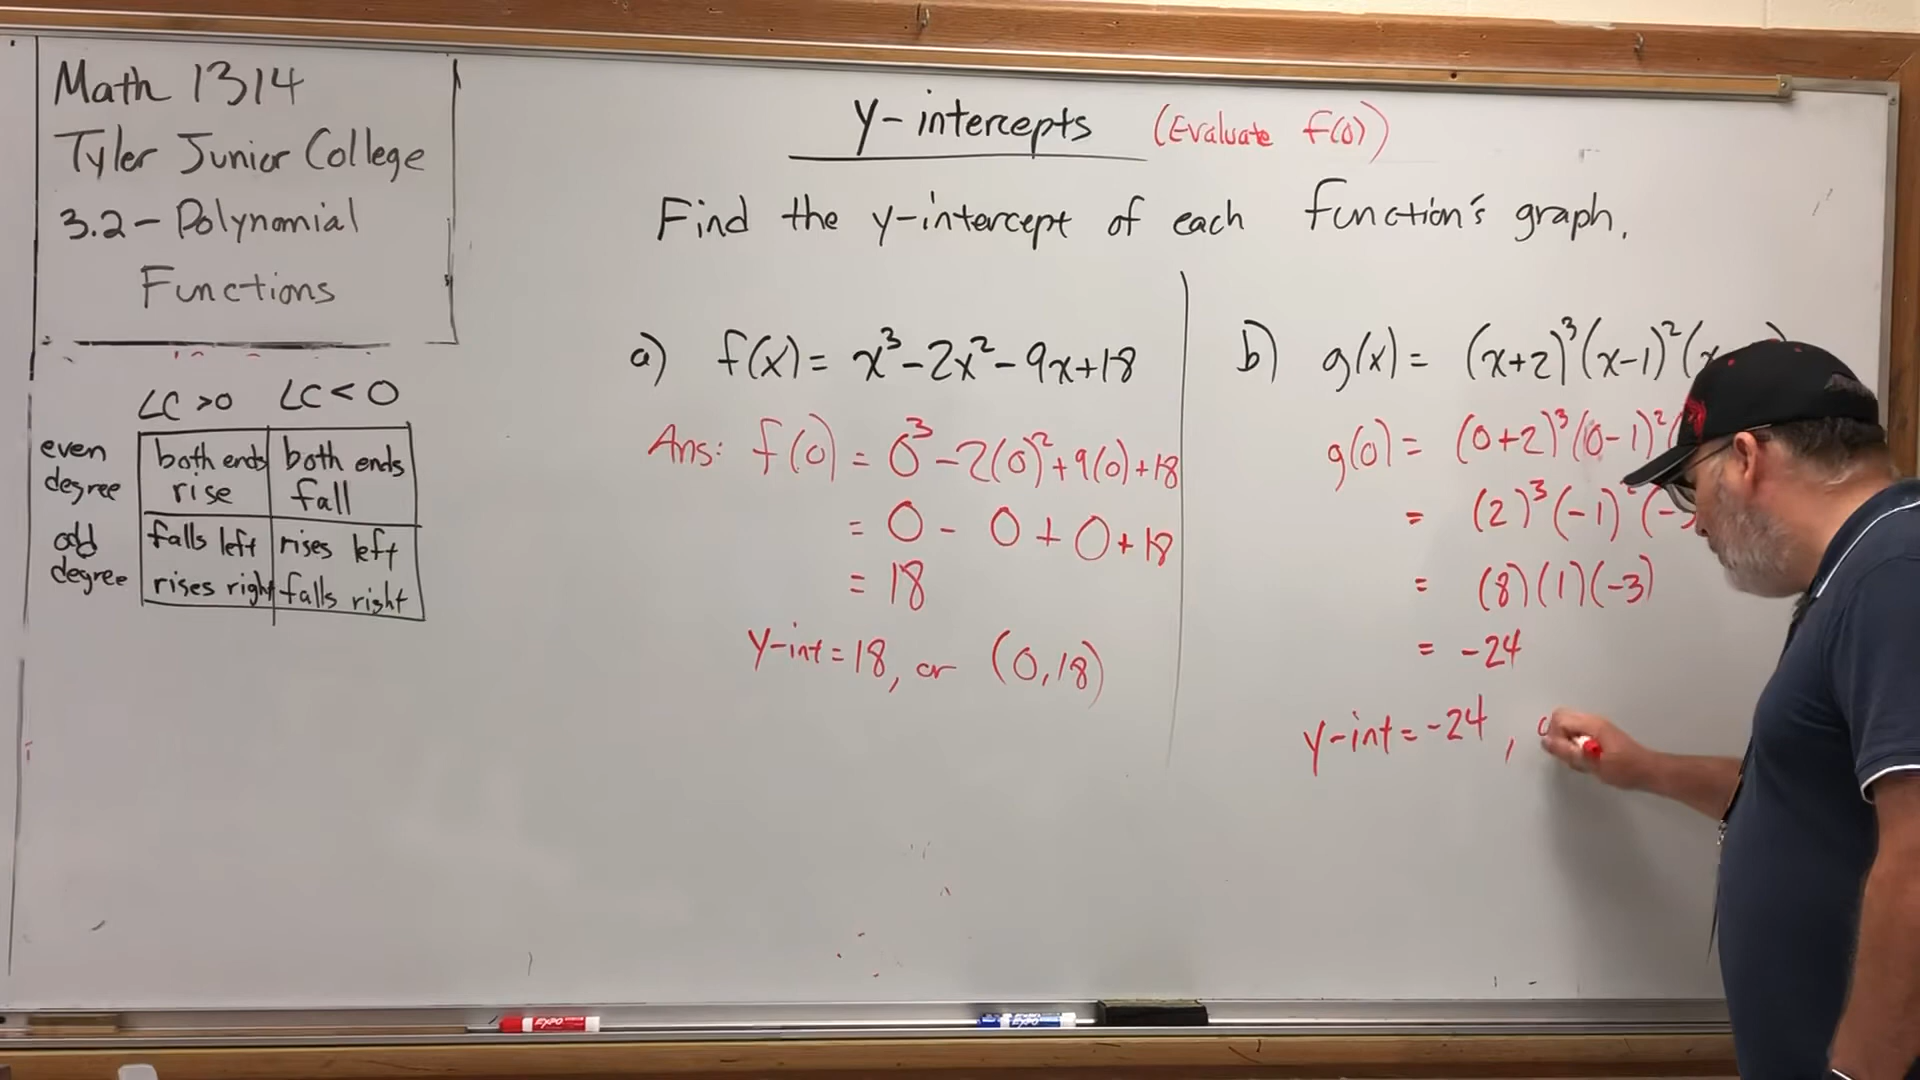 Math 1314
Tyler Junior College
3.2 - Polynomial
Functions
LC > 0 LC < 0
even degree
both ends rise
both ends fall
odd degree
falls left rises right
rises left falls right
y-intercepts (Evaluate f(0))
Find the y-intercept of each function's graph.
a) f(x) = x³ - 2x² - 9x + 18
Ans: f(0) = 0³ - 2(0)² + 9(0) + 18
= 0 - 0 + 0 + 18
= 18
y-int = 18, or (0, 18)
b) g(x) = (x+2)³(x-1)²(x
g(0) = (0+2)³(0-1)²(
= (2)³(-1)²(-3
= (8)(1)(-3)
= -24
y-int = -24,
EXPO
EXPO